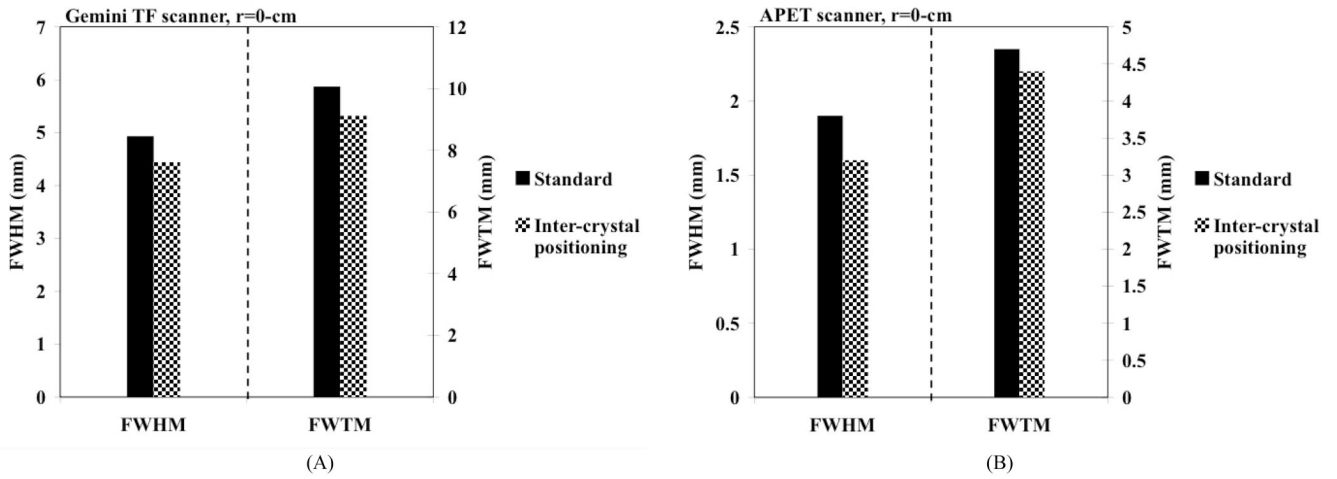 Gemini TF scanner, r=0-cm
7
6
5
4
3
2
1
0
FWHM (mm)
12
10
8
6
4
2
0
FWTM (mm)
FWHM
FWTM
Standard
Inter-crystal
positioning
(A)
APET scanner, r=0-cm
2.5
2
1.5
1
0.5
0
FWHM (mm)
5
4.5
4
3.5
3
2.5
2
1.5
1
0.5
0
FWTM (mm)
FWHM
FWTM
Standard
Inter-crystal
positioning
(B)